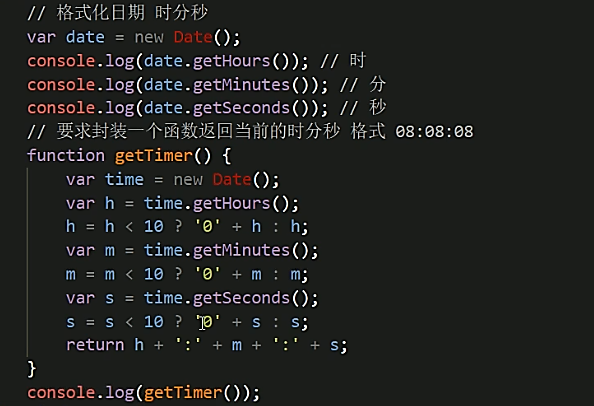 // 格式化日期 时分秒
var date = new Date();
console.log(date.getHours()); // 时
console.log(date.getMinutes()); // 分
console.log(date.getSeconds()); // 秒
// 要求封装一个函数返回当前的时分秒 格式 08:08:08
function getTimer() {
    var time = new Date();
    var h = time.getHours();
    h = h < 10 ? '0' + h : h;
    var m = time.getMinutes();
    m = m < 10 ? '0' + m : m;
    var s = time.getSeconds();
    s = s < 10 ? '0' + s : s;
    return h + ':' + m + ':' + s;
}
console.log(getTimer());